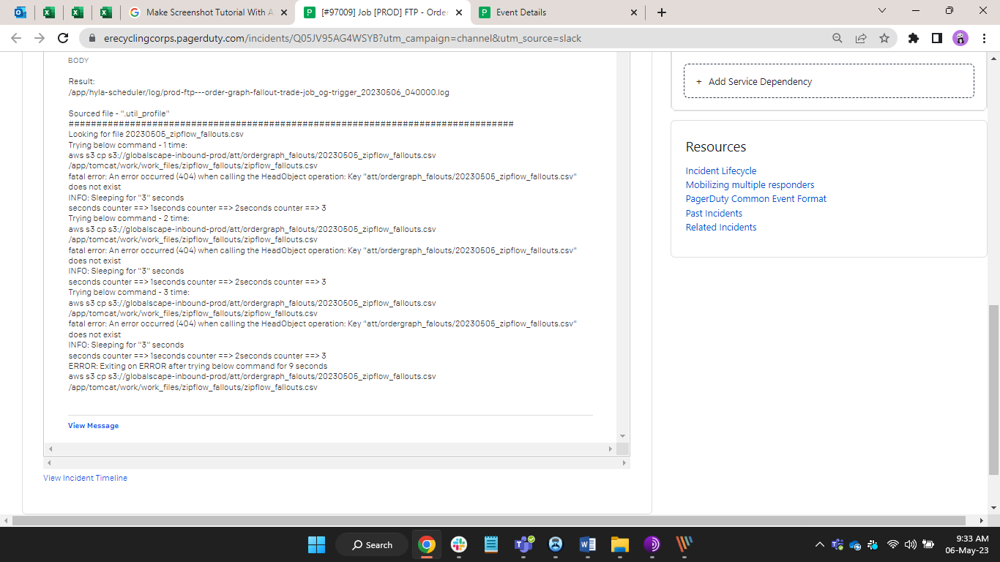 Make Screenshot Tutorial With A
[#97009] Job [PROD] FTP - Order
Event Details
erecyclingcorps.pagerduty.com/incidents/Q05JV95AG4WSYB?utm_campaign=channel&utm_source=slack
BODY
Result:
/app/hyla-scheduler/log/prod-ftp---order-graph-fallout-trade-job_og-trigger_20230506_040000.log
Sourced file - ".util_profile"
################################################################################
Looking for file 20230505_zipflow_fallouts.csv
Trying below command - 1 time:
aws s3 cp s3://globalscape-inbound-prod/att/ordergraph_falouts/20230505_zipflow_fallouts.csv
/app/tomcat/work/work_files/zipflow_fallouts/zipflow_fallouts.csv
fatal error: An error occurred (404) when calling the HeadObject operation: Key "att/ordergraph_falouts/20230505_zipflow_fallouts.csv"
does not exist
INFO: Sleeping for "3" seconds
seconds counter ==> 1seconds counter ==> 2seconds counter ==> 3
Trying below command - 2 time:
aws s3 cp s3://globalscape-inbound-prod/att/ordergraph_falouts/20230505_zipflow_fallouts.csv
/app/tomcat/work/work_files/zipflow_fallouts/zipflow_fallouts.csv
fatal error: An error occurred (404) when calling the HeadObject operation: Key "att/ordergraph_falouts/20230505_zipflow_fallouts.csv"
does not exist
INFO: Sleeping for "3" seconds
seconds counter ==> 1seconds counter ==> 2seconds counter ==> 3
Trying below command - 3 time:
aws s3 cp s3://globalscape-inbound-prod/att/ordergraph_falouts/20230505_zipflow_fallouts.csv
/app/tomcat/work/work_files/zipflow_fallouts/zipflow_fallouts.csv
fatal error: An error occurred (404) when calling the HeadObject operation: Key "att/ordergraph_falouts/20230505_zipflow_fallouts.csv"
does not exist
INFO: Sleeping for "3" seconds
seconds counter ==> 1seconds counter ==> 2seconds counter ==> 3
ERROR: Exiting on ERROR after trying below command for 9 seconds
aws s3 cp s3://globalscape-inbound-prod/att/ordergraph_falouts/20230505_zipflow_fallouts.csv
/app/tomcat/work/work_files/zipflow_fallouts/zipflow_fallouts.csv
View Message
View Incident Timeline
+ Add Service Dependency
Resources
Incident Lifecycle
Mobilizing multiple responders
PagerDuty Common Event Format
Past Incidents
Related Incidents
Search
9:33 AM
06-May-23